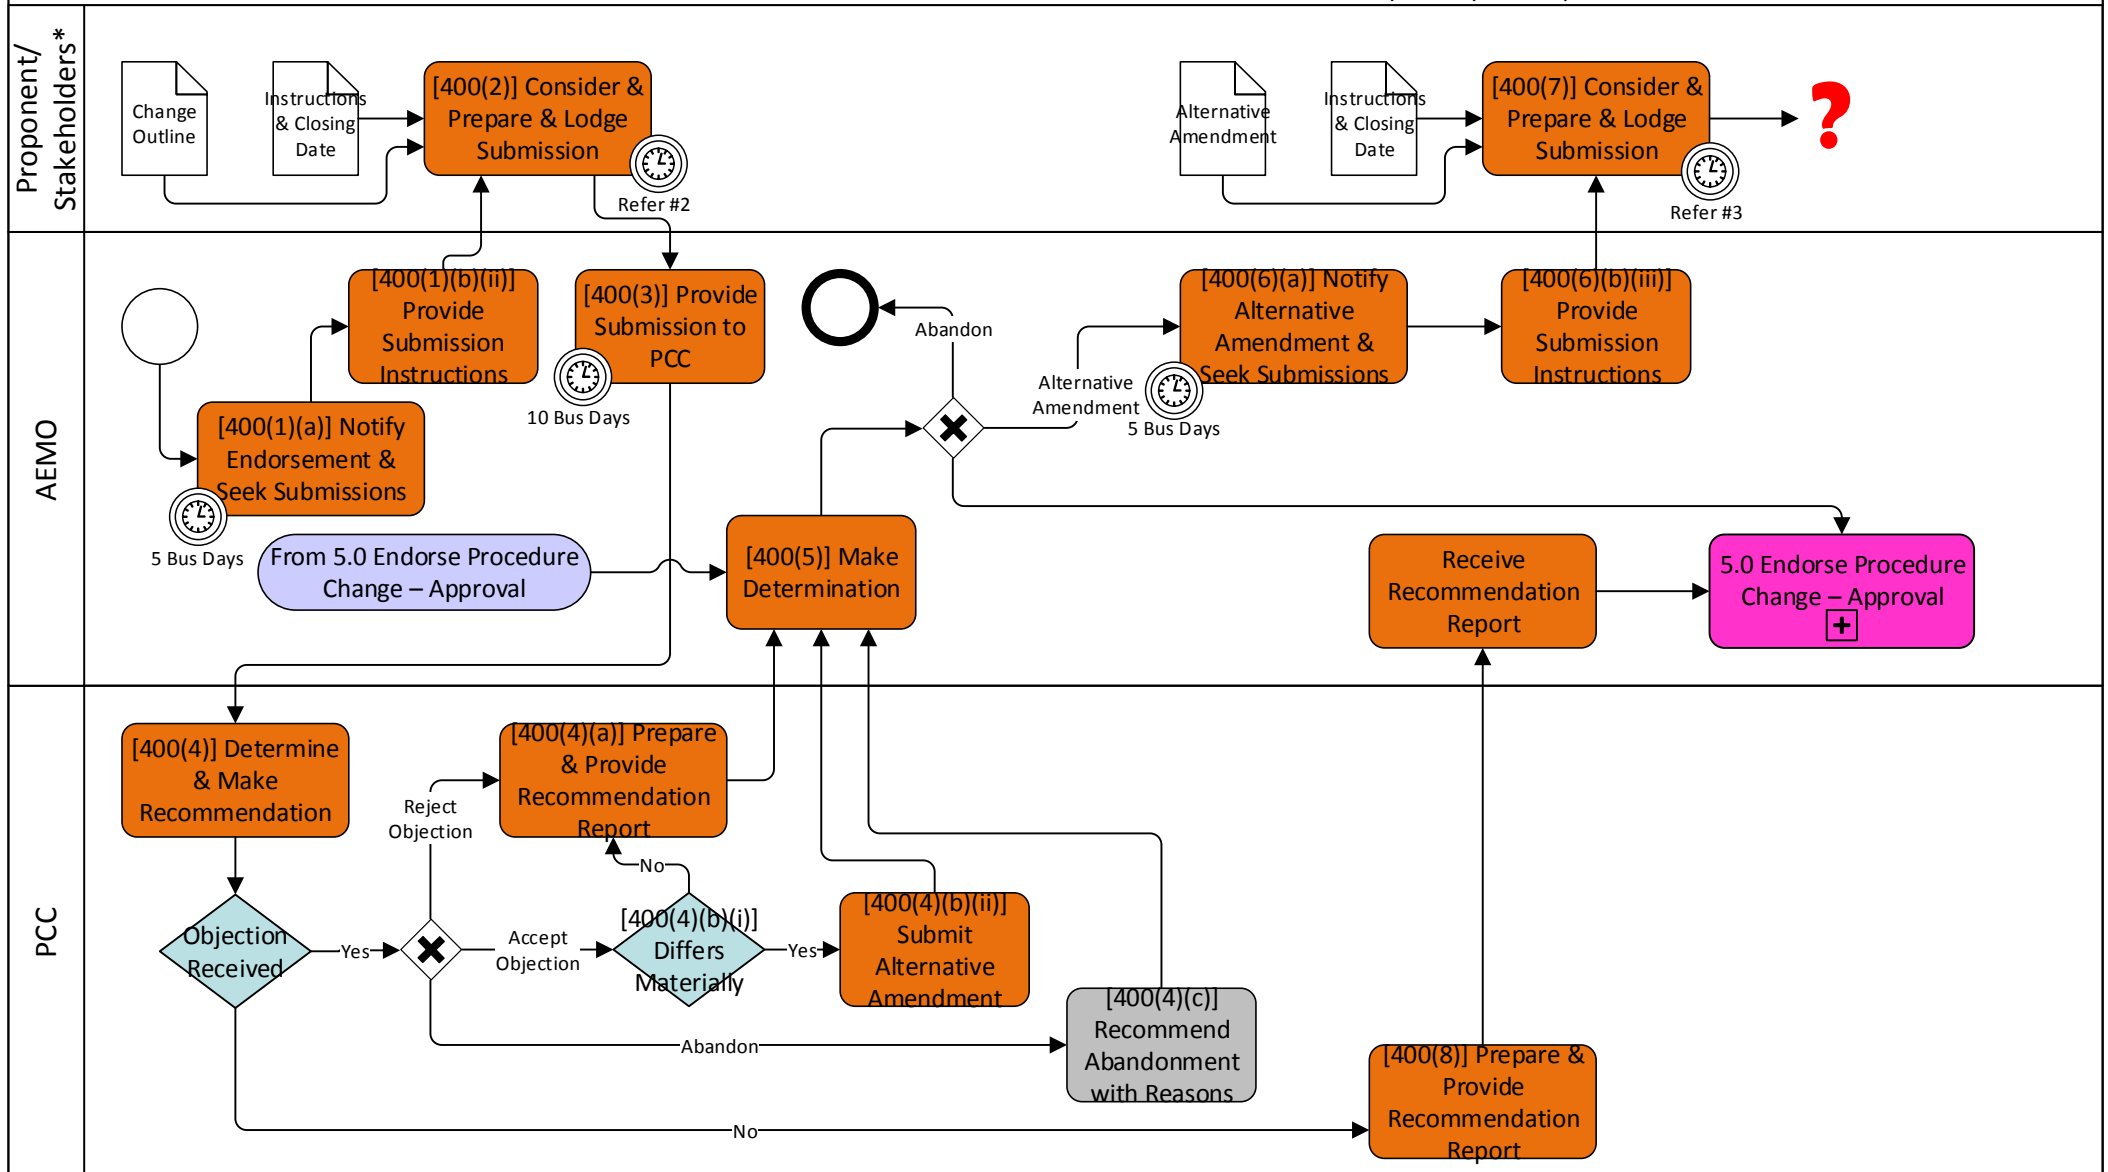 Proponent/
Stakeholders*
Change
Outline
Instructions
& Closing
Date
[400(2)] Consider &
Prepare & Lodge
Submission
Refer #2
Alternative
Amendment
Instructions
& Closing
Date
[400(7)] Consider &
Prepare & Lodge
Submission
Refer #3
?
AEMO
[400(1)(b)(ii)]
Provide
Submission
Instructions
[400(3)] Provide
Submission to
PCC
10 Bus Days
Abandon
Alternative
Amendment
[400(6)(a)] Notify
Alternative
Amendment &
Seek Submissions
5 Bus Days
[400(6)(b)(iii)]
Provide
Submission
Instructions
[400(1)(a)] Notify
Endorsement &
Seek Submissions
5 Bus Days
From 5.0 Endorse Procedure
Change – Approval
[400(5)] Make
Determination
Receive
Recommendation
Report
5.0 Endorse Procedure
Change – Approval
PCC
[400(4)] Determine
& Make
Recommendation
Reject
Objection
[400(4)(a)] Prepare
& Provide
Recommendation
Report
No
Objection
Received
Yes
Accept
Objection
[400(4)(b)(i)]
Differs
Materially
Yes
[400(4)(b)(ii)]
Submit
Alternative
Amendment
Abandon
[400(4)(c)]
Recommend
Abandonment
with Reasons
No
[400(8)] Prepare &
Provide
Recommendation
Report